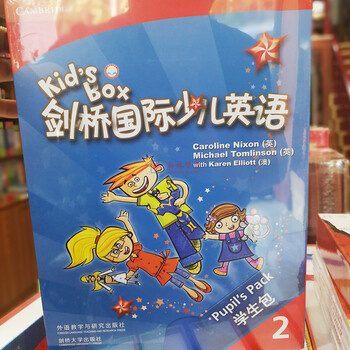 CAMBRIDGE
Kid's
Box
剑桥国际少儿英语
Caroline Nixon (英)
Michael Tomlinson (英)
with Karen Elliott (澳)
Pupil's Pack
学生包
外语教学与研究出版社
剑桥大学出版社
2